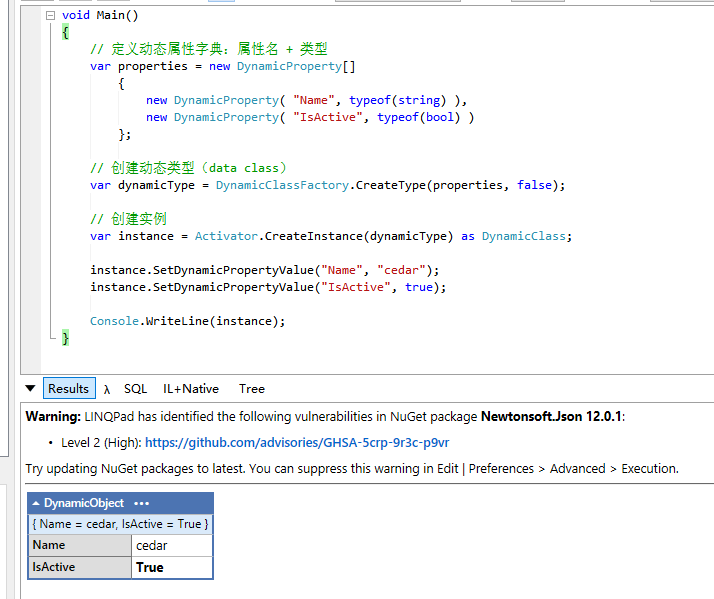 void Main()
{
// 定义动态属性字典：属性名 + 类型
var properties = new DynamicProperty[]
{
new DynamicProperty( "Name", typeof(string) ),
new DynamicProperty( "IsActive", typeof(bool) )
};
// 创建动态类型（data class）
var dynamicType = DynamicClassFactory.CreateType(properties, false);
// 创建实例
var instance = Activator.CreateInstance(dynamicType) as DynamicClass;
instance.SetDynamicPropertyValue("Name", "cedar");
instance.SetDynamicPropertyValue("IsActive", true);
Console.WriteLine(instance);
}
Results λ SQL IL+Native Tree
Warning: LINQPad has identified the following vulnerabilities in NuGet package Newtonsoft.Json 12.0.1:
• Level 2 (High): https://github.com/advisories/GHSA-5crp-9r3c-p9vr
Try updating NuGet packages to latest. You can suppress this warning in Edit | Preferences > Advanced > Execution.
DynamicObject •••
{ Name = cedar, IsActive = True }
Name cedar
IsActive True